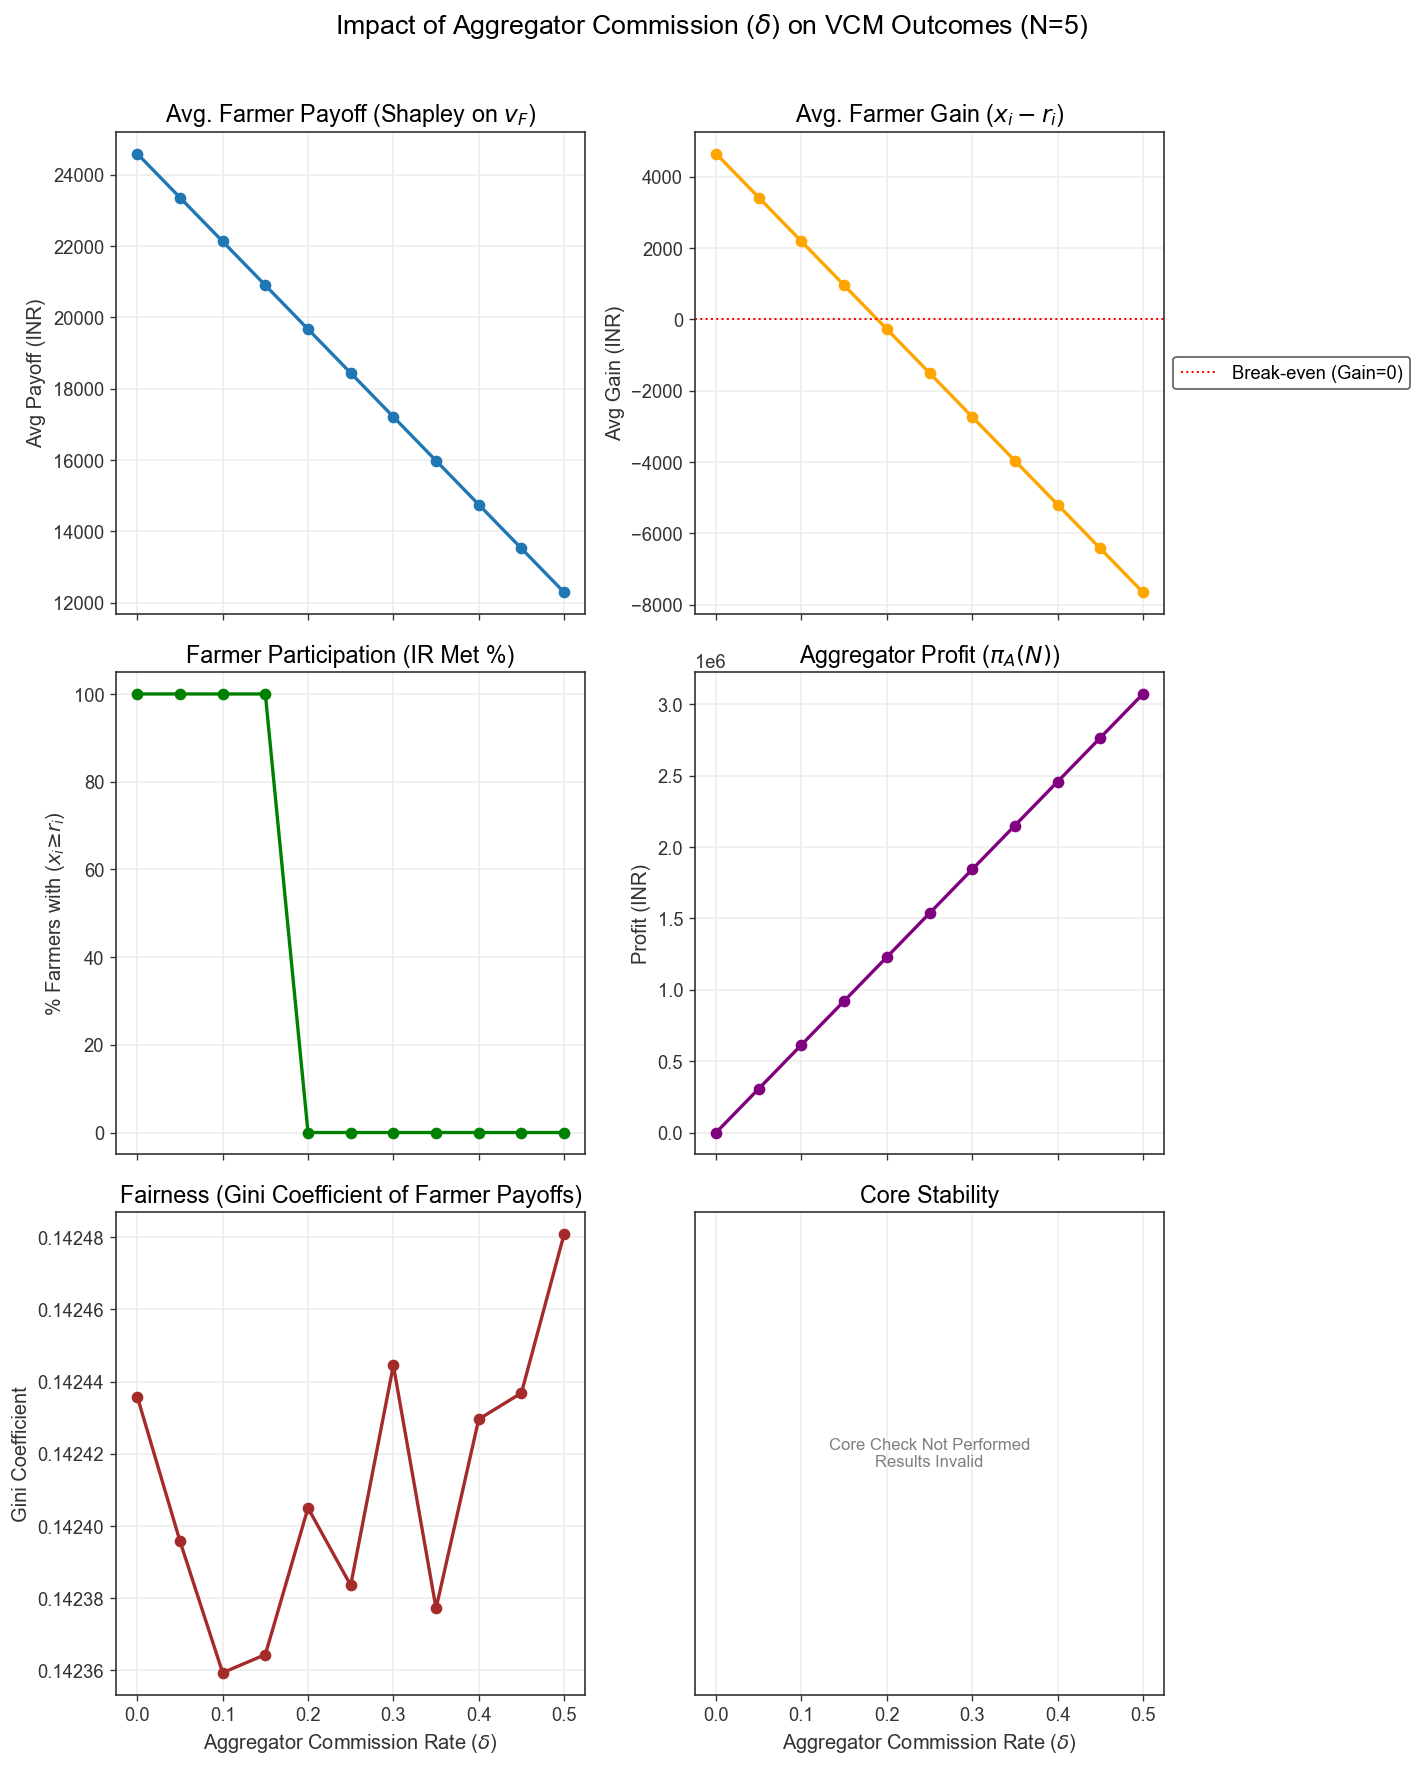 Impact of Aggregator Commission (δ) on VCM Outcomes (N=5)
Avg. Farmer Payoff (Shapley on v_F)
Avg Payoff (INR)
24000
22000
20000
18000
16000
14000
12000
Avg. Farmer Gain (x_i − r_i)
Avg Gain (INR)
4000
2000
0
−2000
−4000
−6000
−8000
Break-even (Gain=0)
Farmer Participation (IR Met %)
% Farmers with (x_i≥r_i)
100
80
60
40
20
0
Aggregator Profit (π_A(N))
1e6
Profit (INR)
3.0
2.5
2.0
1.5
1.0
0.5
0.0
Fairness (Gini Coefficient of Farmer Payoffs)
Gini Coefficient
0.14248
0.14246
0.14244
0.14242
0.14240
0.14238
0.14236
0.0 0.1 0.2 0.3 0.4 0.5
Aggregator Commission Rate (δ)
Core Stability
Core Check Not Performed
Results Invalid
0.0 0.1 0.2 0.3 0.4 0.5
Aggregator Commission Rate (δ)